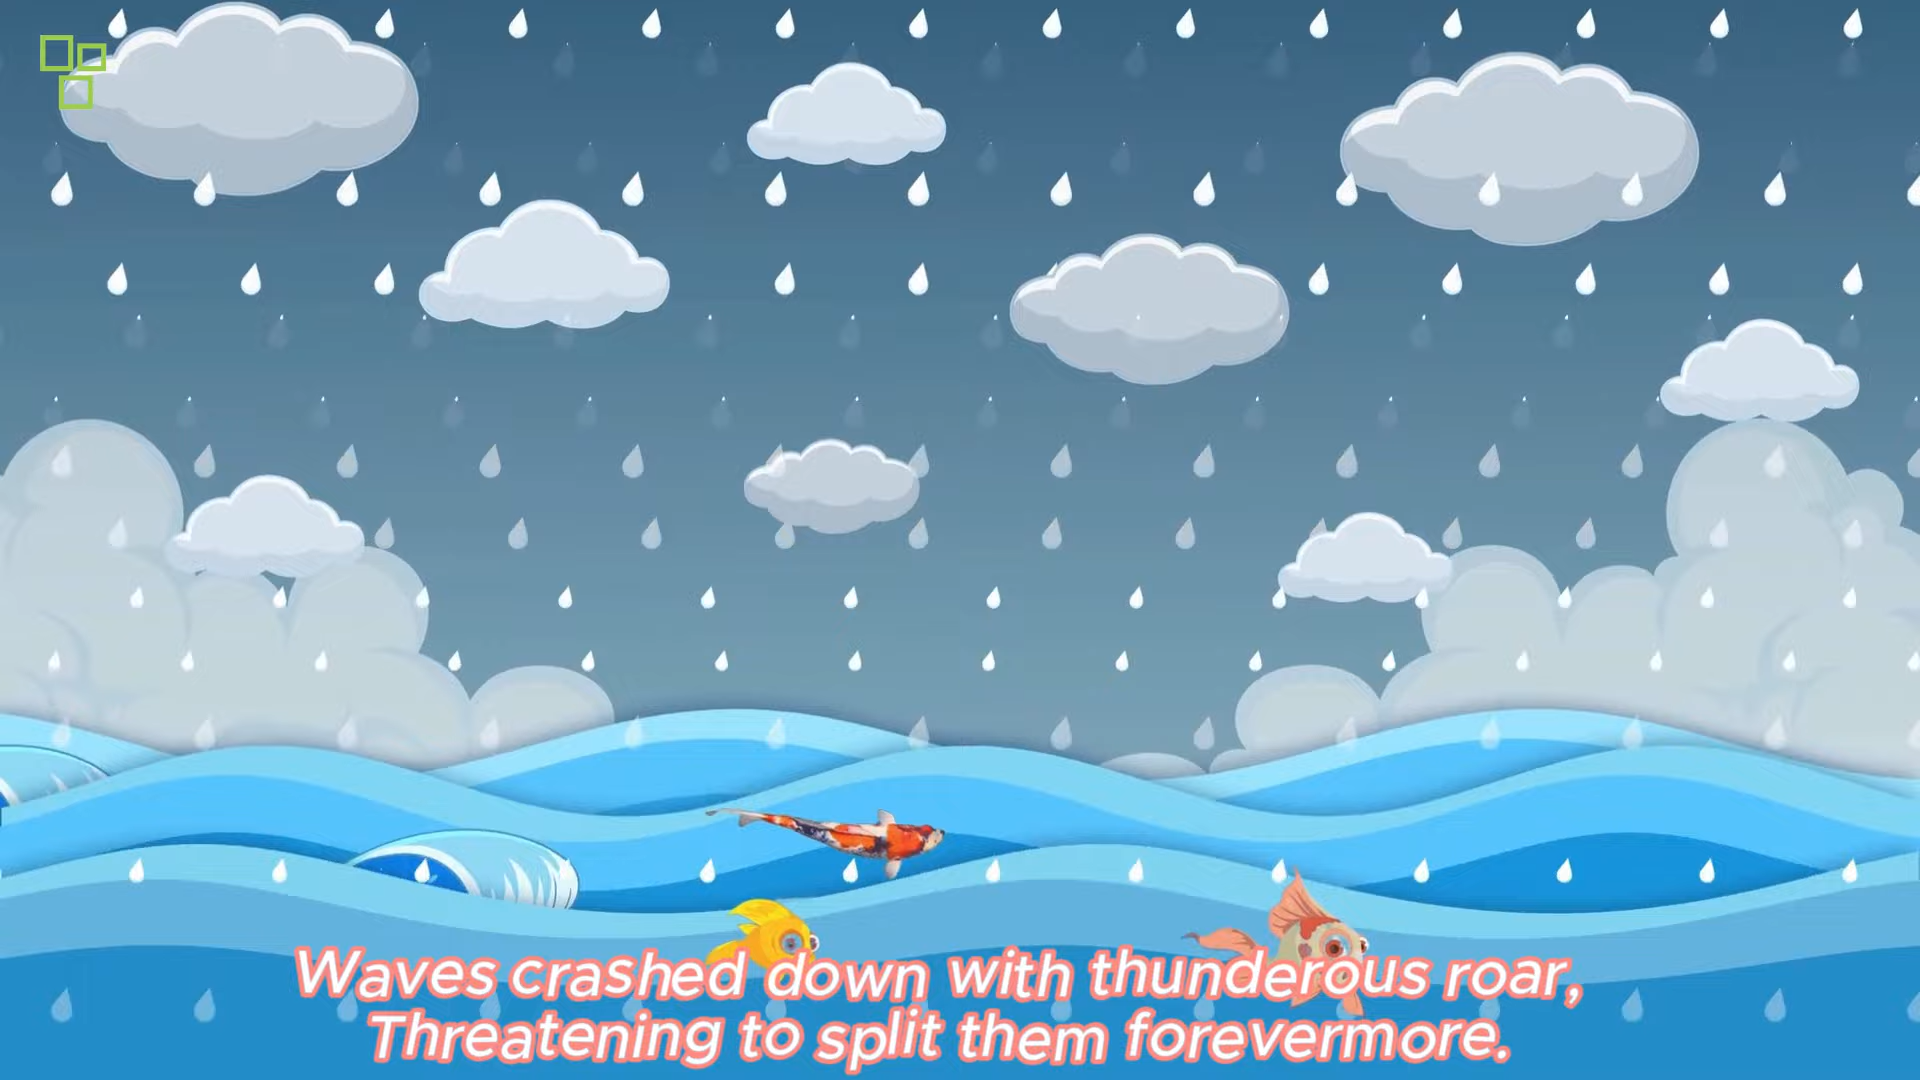 Waves crashed down with thunderous roar,
Threatening to split them forevermore.